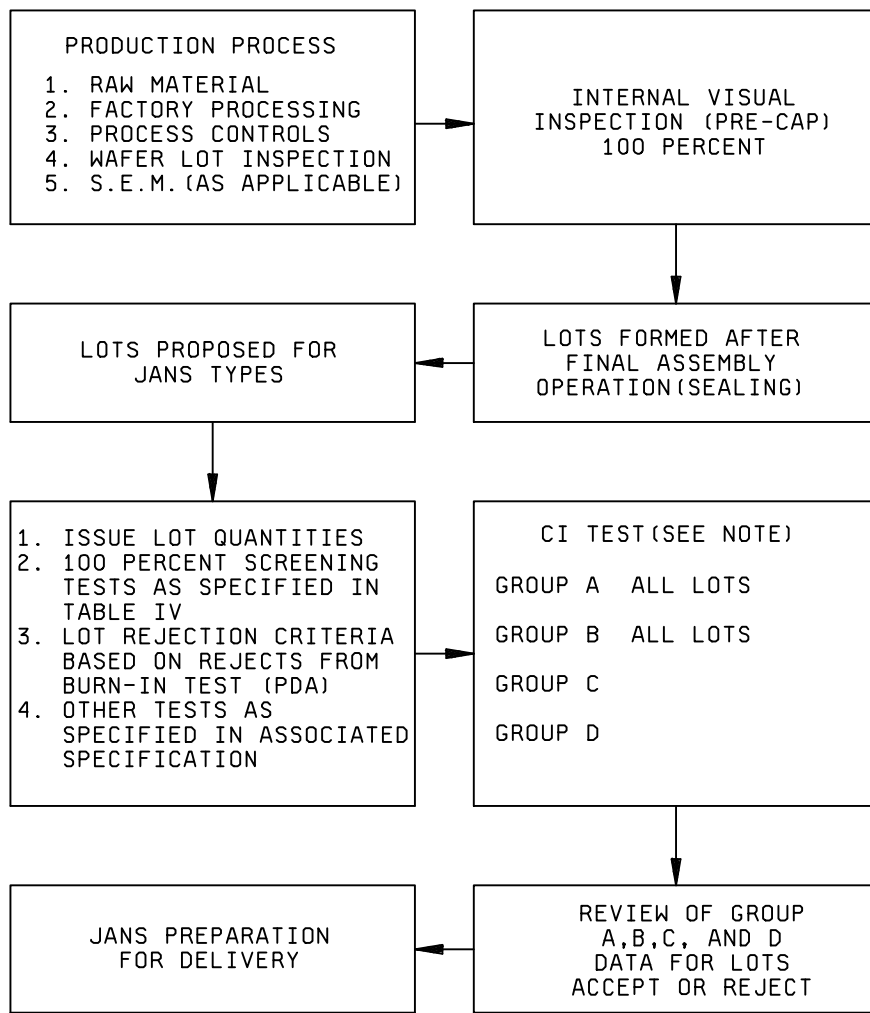 PRODUCTION PROCESS
1. RAW MATERIAL
2. FACTORY PROCESSING
3. PROCESS CONTROLS
4. WAFER LOT INSPECTION
5. S.E.M.(AS APPLICABLE)
INTERNAL VISUAL
INSPECTION (PRE-CAP)
100 PERCENT
LOTS FORMED AFTER
FINAL ASSEMBLY
OPERATION(SEALING)
LOTS PROPOSED FOR
JANS TYPES
1. ISSUE LOT QUANTITIES
2. 100 PERCENT SCREENING
TESTS AS SPECIFIED IN
TABLE IV
3. LOT REJECTION CRITERIA
BASED ON REJECTS FROM
BURN-IN TEST (PDA)
4. OTHER TESTS AS
SPECIFIED IN ASSOCIATED
SPECIFICATION
CI TEST(SEE NOTE)
GROUP A ALL LOTS
GROUP B ALL LOTS
GROUP C
GROUP D
REVIEW OF GROUP
A,B,C, AND D
DATA FOR LOTS
ACCEPT OR REJECT
JANS PREPARATION
FOR DELIVERY